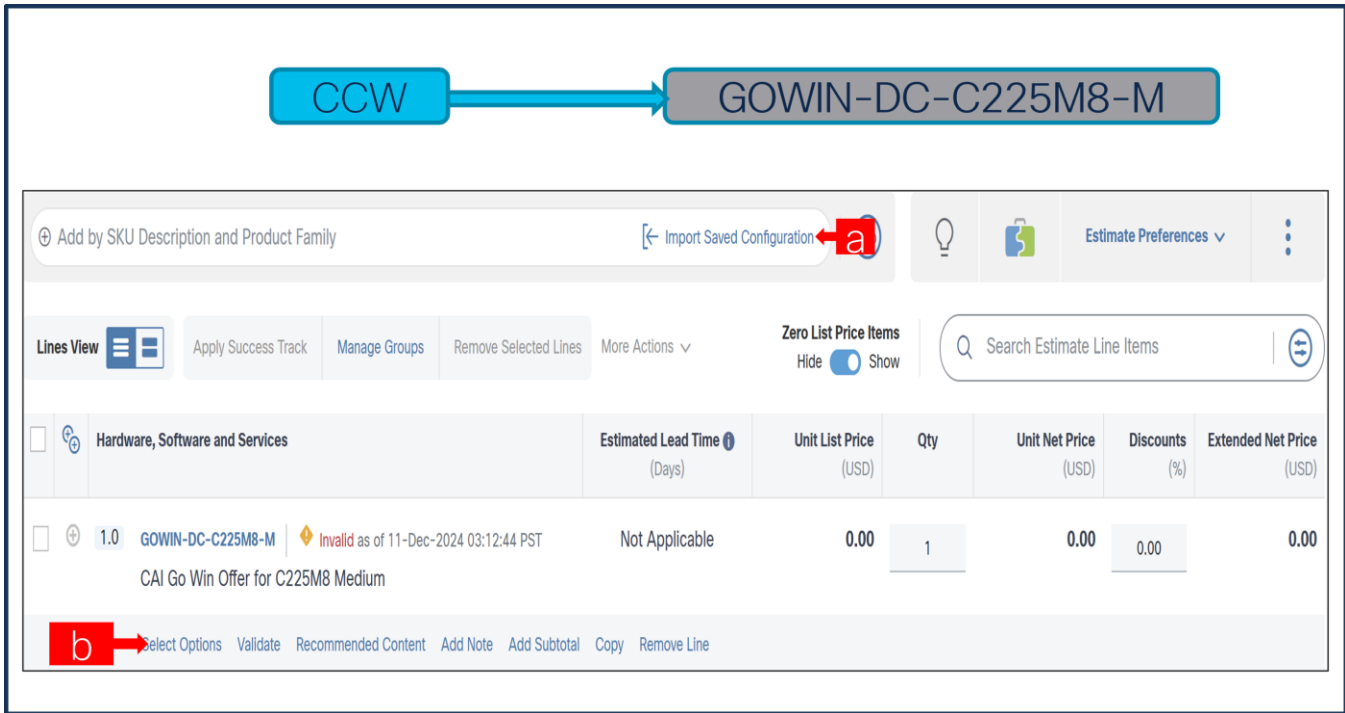 CCW
GOWIN-DC-C225M8-M
Add by SKU Description and Product Family
Import Saved Configuration
a
Estimate Preferences
Lines View
Apply Success Track
Manage Groups
Remove Selected Lines
More Actions
Zero List Price Items
Hide Show
Search Estimate Line Items
Hardware, Software and Services
Estimated Lead Time
(Days)
Unit List Price
(USD)
Qty
Unit Net Price
(USD)
Discounts
(%)
Extended Net Price
(USD)
1.0 GOWIN-DC-C225M8-M Invalid as of 11-Dec-2024 03:12:44 PST Not Applicable 0.00 1 0.00 0.00 0.00
CAI Go Win Offer for C225M8 Medium
b
Select Options Validate Recommended Content Add Note Add Subtotal Copy Remove Line